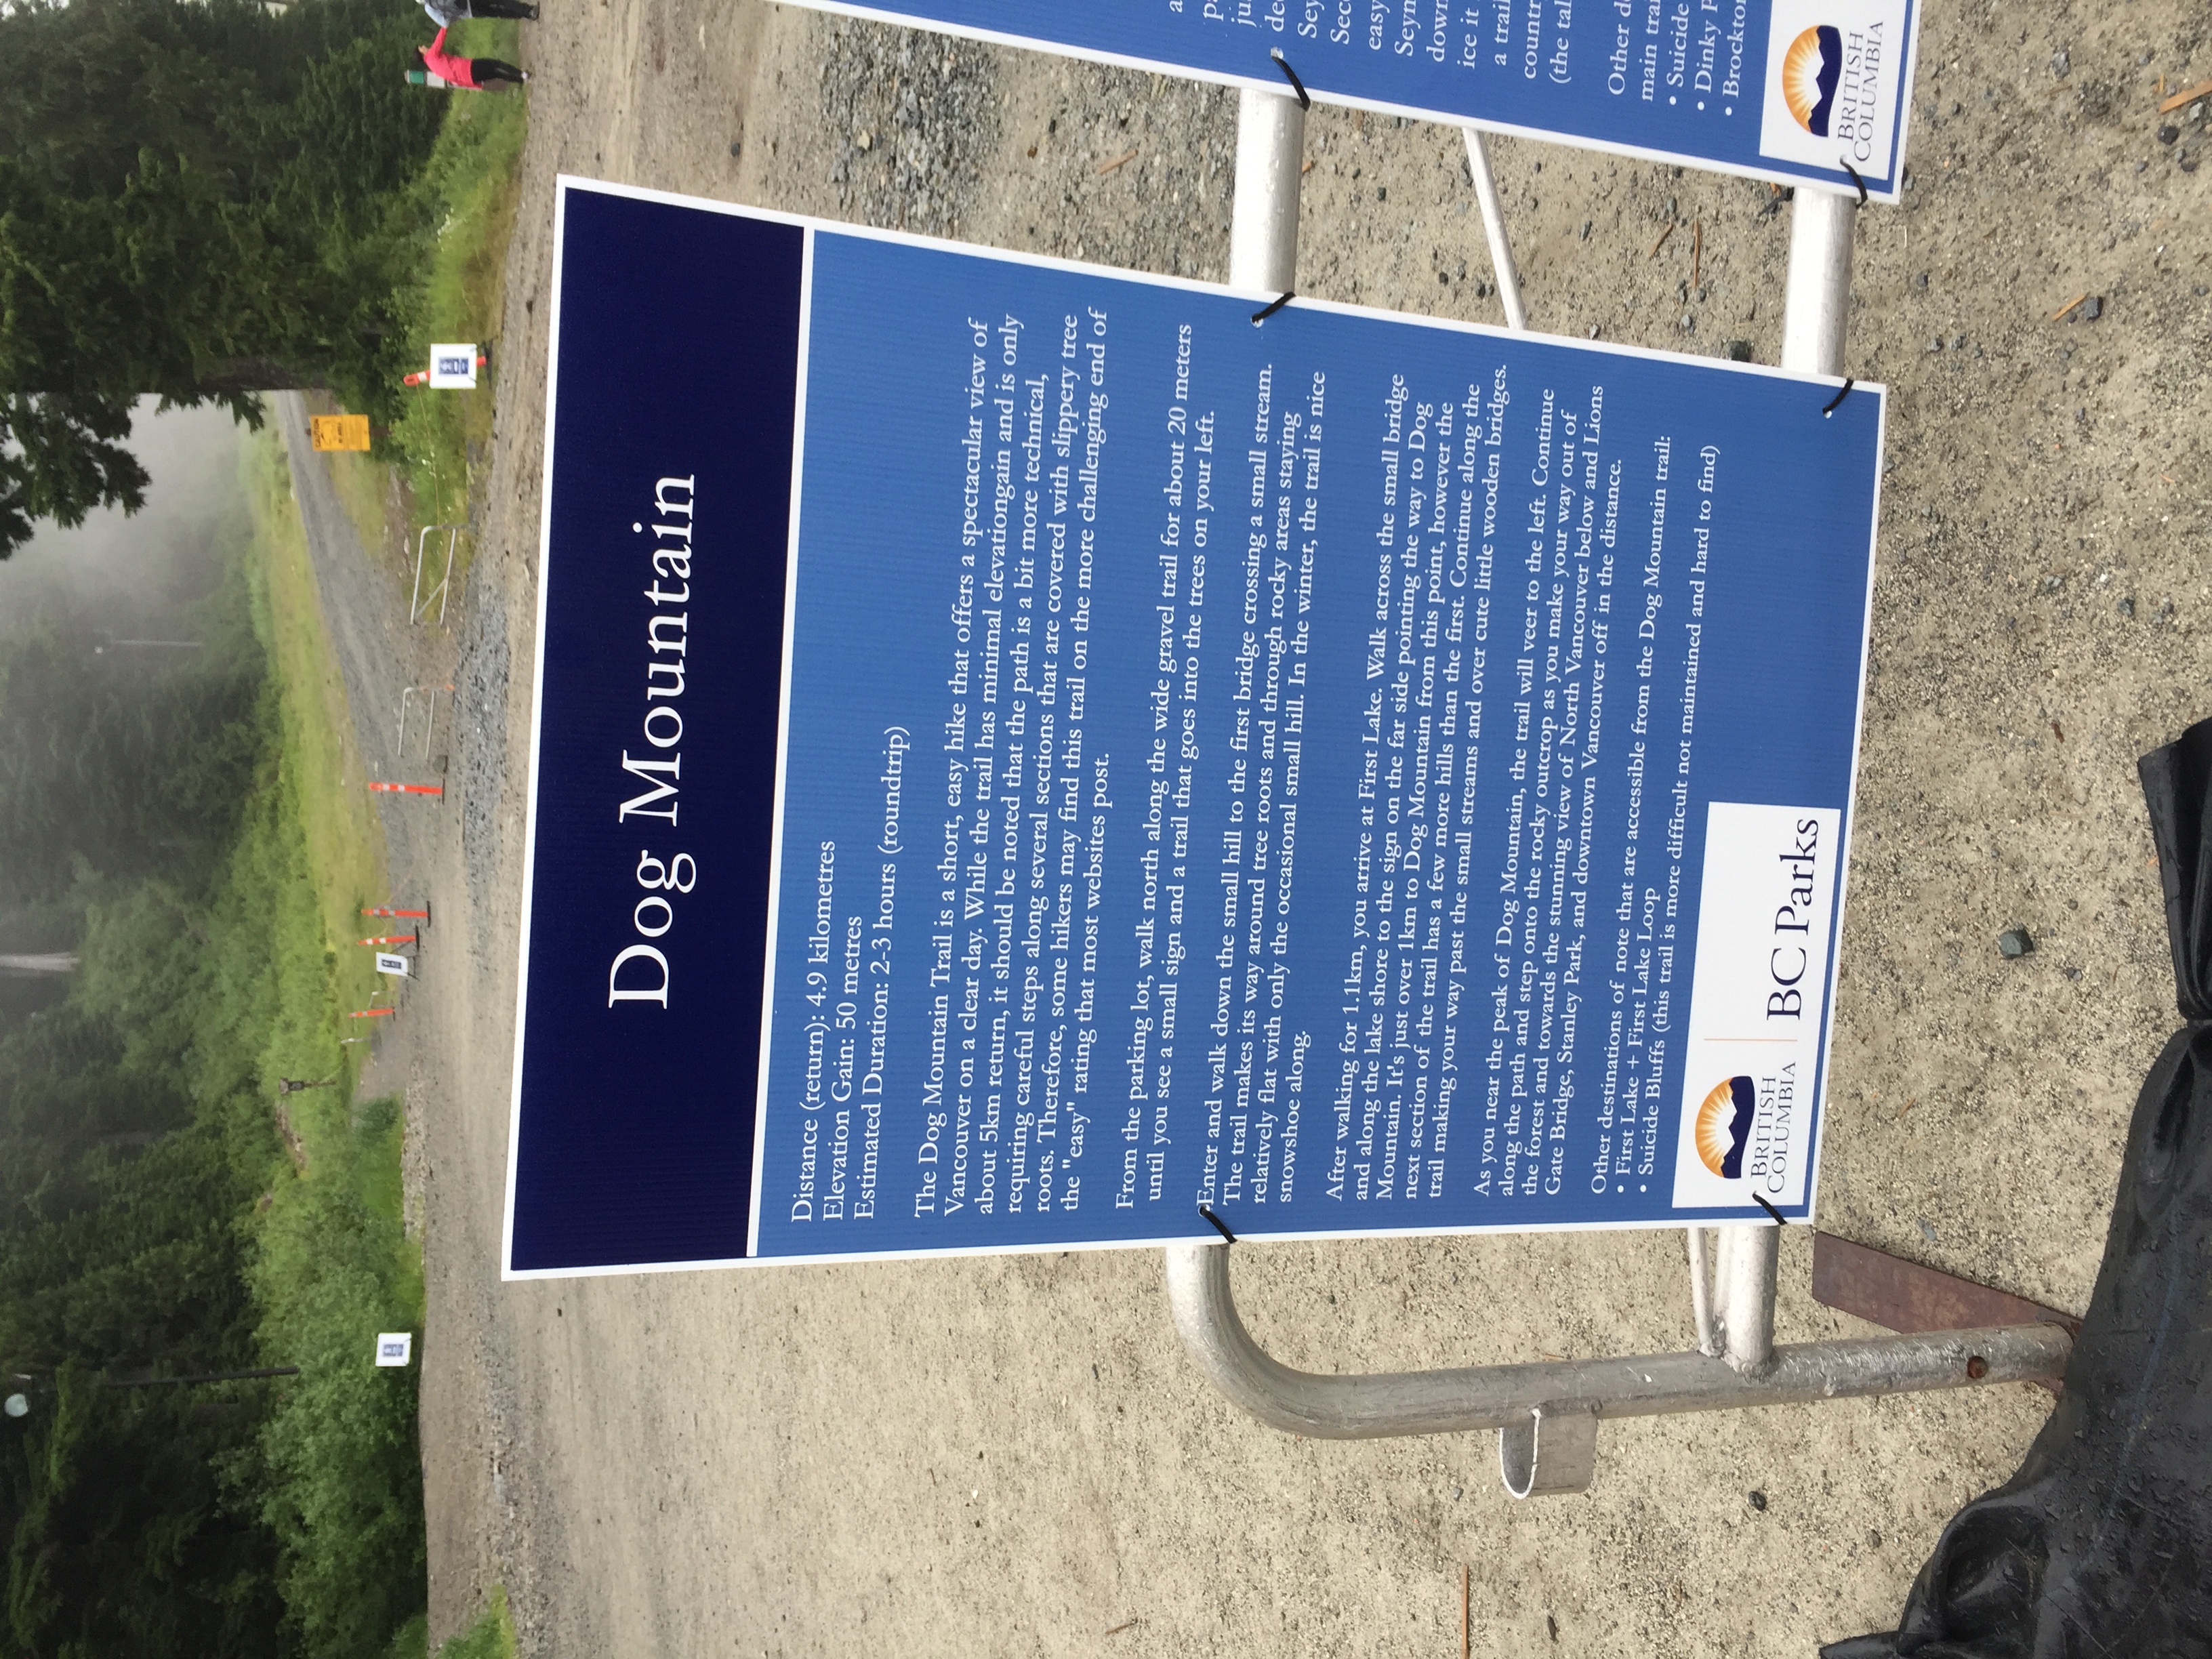 CAUTION
Dog Mountain
Distance (return): 4.9 kilometres
Elevation Gain: 50 metres
Estimated Duration: 2-3 hours (roundtrip)
The Dog Mountain Trail is a short, easy hike that offers a spectacular view of
Vancouver on a clear day. While the trail has minimal elevationgain and is only
about 5km return, it should be noted that the path is a bit more technical,
requiring careful steps along several sections that are covered with slippery tree
roots. Therefore, some hikers may find this trail on the more challenging end of
the "easy" rating that most websites post.
From the parking lot, walk north along the wide gravel trail for about 20 meters
until you see a small sign and a trail that goes into the trees on your left.
Enter and walk down the small hill to the first bridge crossing a small stream.
The trail makes its way around tree roots and through rocky areas staying
relatively flat with only the occasional small hill. In the winter, the trail is nice
snowshoe along.
After walking for 1.1km, you arrive at First Lake. Walk across the small bridge
and along the lake shore to the sign on the far side pointing the way to Dog
Mountain. It's just over 1km to Dog Mountain from this point, however the
next section of the trail has a few more hills than the first. Continue along the
trail making your way past the small streams and over cute little wooden bridges.
As you near the peak of Dog Mountain, the trail will veer to the left. Continue
along the path and step onto the rocky outcrop as you make your way out of
the forest and towards the stunning view of North Vancouver below and Lions
Gate Bridge, Stanley Park, and downtown Vancouver off in the distance.
Other destinations of note that are accessible from the Dog Mountain trail:
• First Lake + First Lake Loop
• Suicide Bluffs (this trail is more difficult not maintained and hard to find)
BRITISH
COLUMBIA
BC Parks
a
ju
de
Sey
Sec
easy
Seym
down
ice it
a trail
countr
(the tal
Other de
main tra
• Suicide
• Dinky P
• Brockto
BRITISH
COLUMBIA